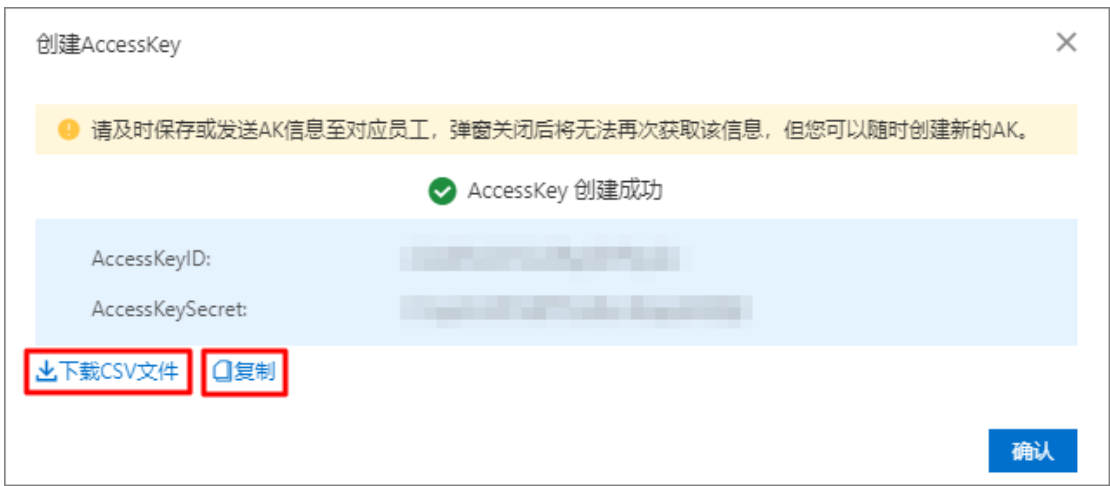 创建AccessKey
请及时保存或发送AK信息至对应员工，弹窗关闭后将无法再次获取该信息，但您可以随时创建新的AK。
AccessKey 创建成功
AccessKeyID:
AccessKeySecret:
下载CSV文件 复制
确认